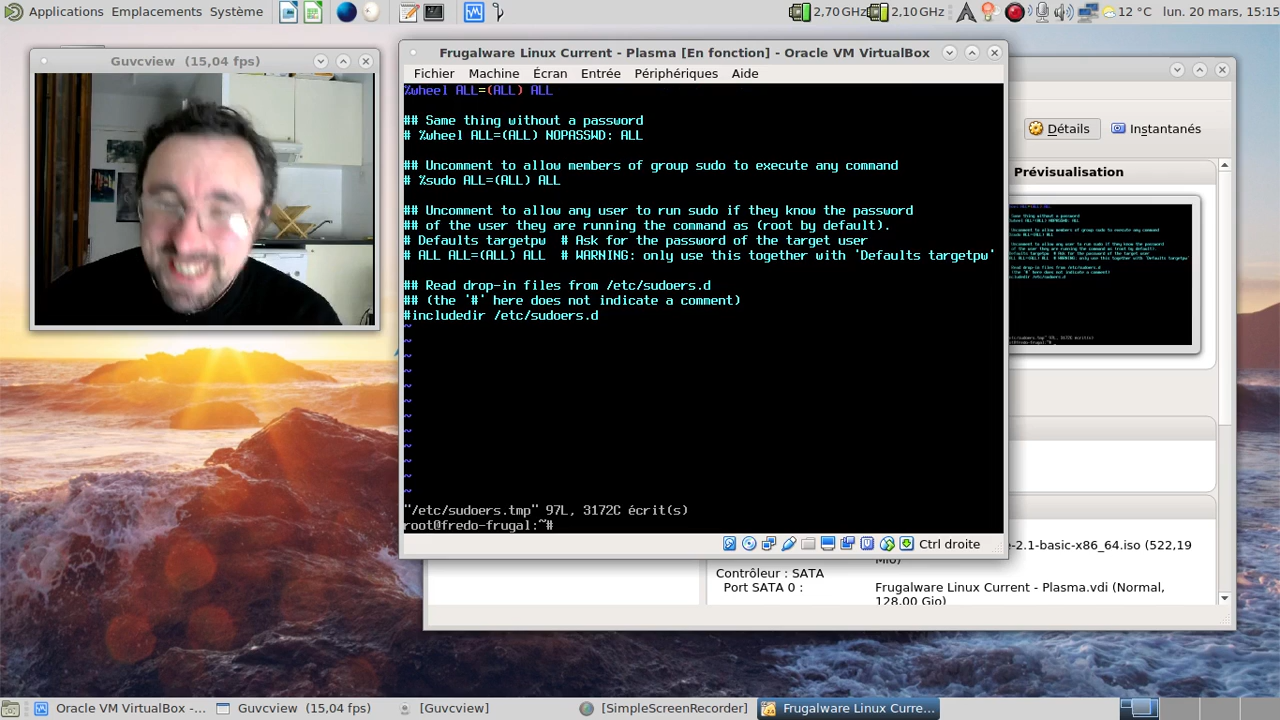 Applications Emplacements Système
2,70 GHz 2,10 GHz 12 °C lun. 20 mars, 15:15
Guvcview (15,04 fps)
Frugalware Linux Current - Plasma [En fonction] - Oracle VM VirtualBox
Fichier Machine Écran Entrée Périphériques Aide
%wheel ALL=(ALL) ALL
## Same thing without a password
# %wheel ALL=(ALL) NOPASSWD: ALL
## Uncomment to allow members of group sudo to execute any command
# %sudo ALL=(ALL) ALL
## Uncomment to allow any user to run sudo if they know the password
## of the user they are running the command as (root by default).
# Defaults targetpw # Ask for the password of the target user
# ALL ALL=(ALL) ALL # WARNING: only use this together with 'Defaults targetpw'
## Read drop-in files from /etc/sudoers.d
## (the '#' here does not indicate a comment)
#includedir /etc/sudoers.d
~
~
~
~
~
~
~
~
~
~
~
~
"/etc/sudoers.tmp" 97L, 3172C écrit(s)
root@fredo-frugal:~#
Ctrl droite
Détails Instantanés
Prévisualisation
e-2.1-basic-x86_64.iso (522,19
Mio)
Contrôleur : SATA
Port SATA 0 : Frugalware Linux Current - Plasma.vdi (Normal,
128,00 Gio)
Oracle VM VirtualBox -... Guvcview (15,04 fps) [Guvcview] [SimpleScreenRecorder] Frugalware Linux Curre...